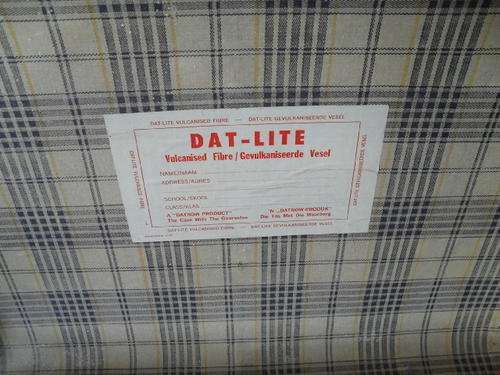 DAT-LITE VULCANISED FIBRE — DAT-LITE GEVULKANISEERDE VESEL
DAT-LITE
Vulcanised Fibre/Gevulkaniseerde Vesel
NAME/NAAM
ADDRESS/ADRES
SCHOOL/SKOOL
CLASS/KLAS
A "DATNOW PRODUCT" 'N "DATNOW-PRODUK"
The Case With The Guarantee Die Tas Met Die Waarborg
DAT-LITE VULCANISED FIBRE — DAT-LITE GEVULKANISEERDE VESEL